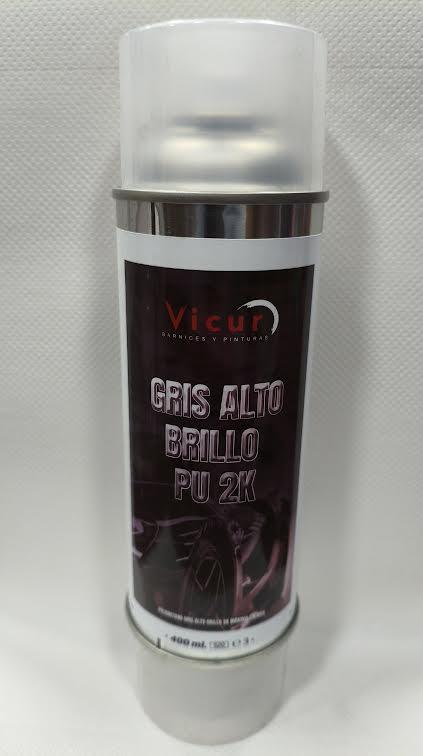 Vicur
BARNICES Y PINTURAS
GRIS ALTO
BRILLO
PU 2K
400 ml.